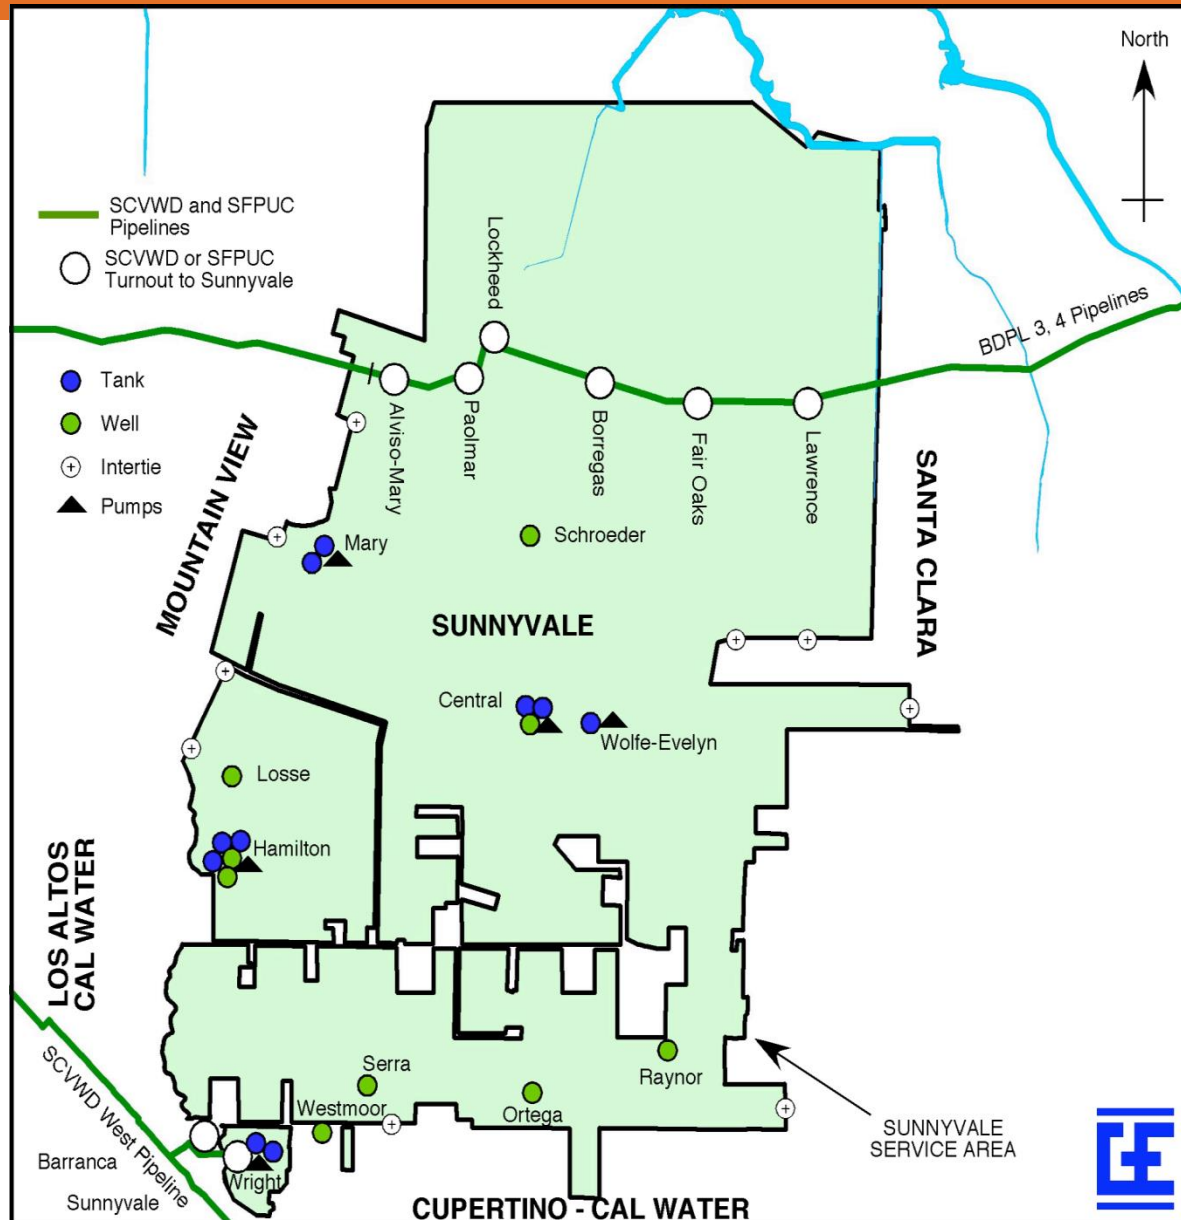 North
SCVWD and SFPUC
Pipelines
SCVWD or SFPUC
Turnout to Sunnyvale
Lockheed
BDPL 3, 4 Pipelines
Tank
Well
Intertie
Pumps
Alviso-Mary
Paolmar
Borregas
Fair Oaks
Lawrence
MOUNTAIN VIEW
SANTA CLARA
Mary
Schroeder
SUNNYVALE
Central
Wolfe-Evelyn
Losse
Hamilton
LOS ALTOS
CAL WATER
SCVWD West Pipeline
Serra
Westmoor
Ortega
Raynor
SUNNYVALE
SERVICE AREA
Barranca
Sunnyvale
Wright
CUPERTINO - CAL WATER